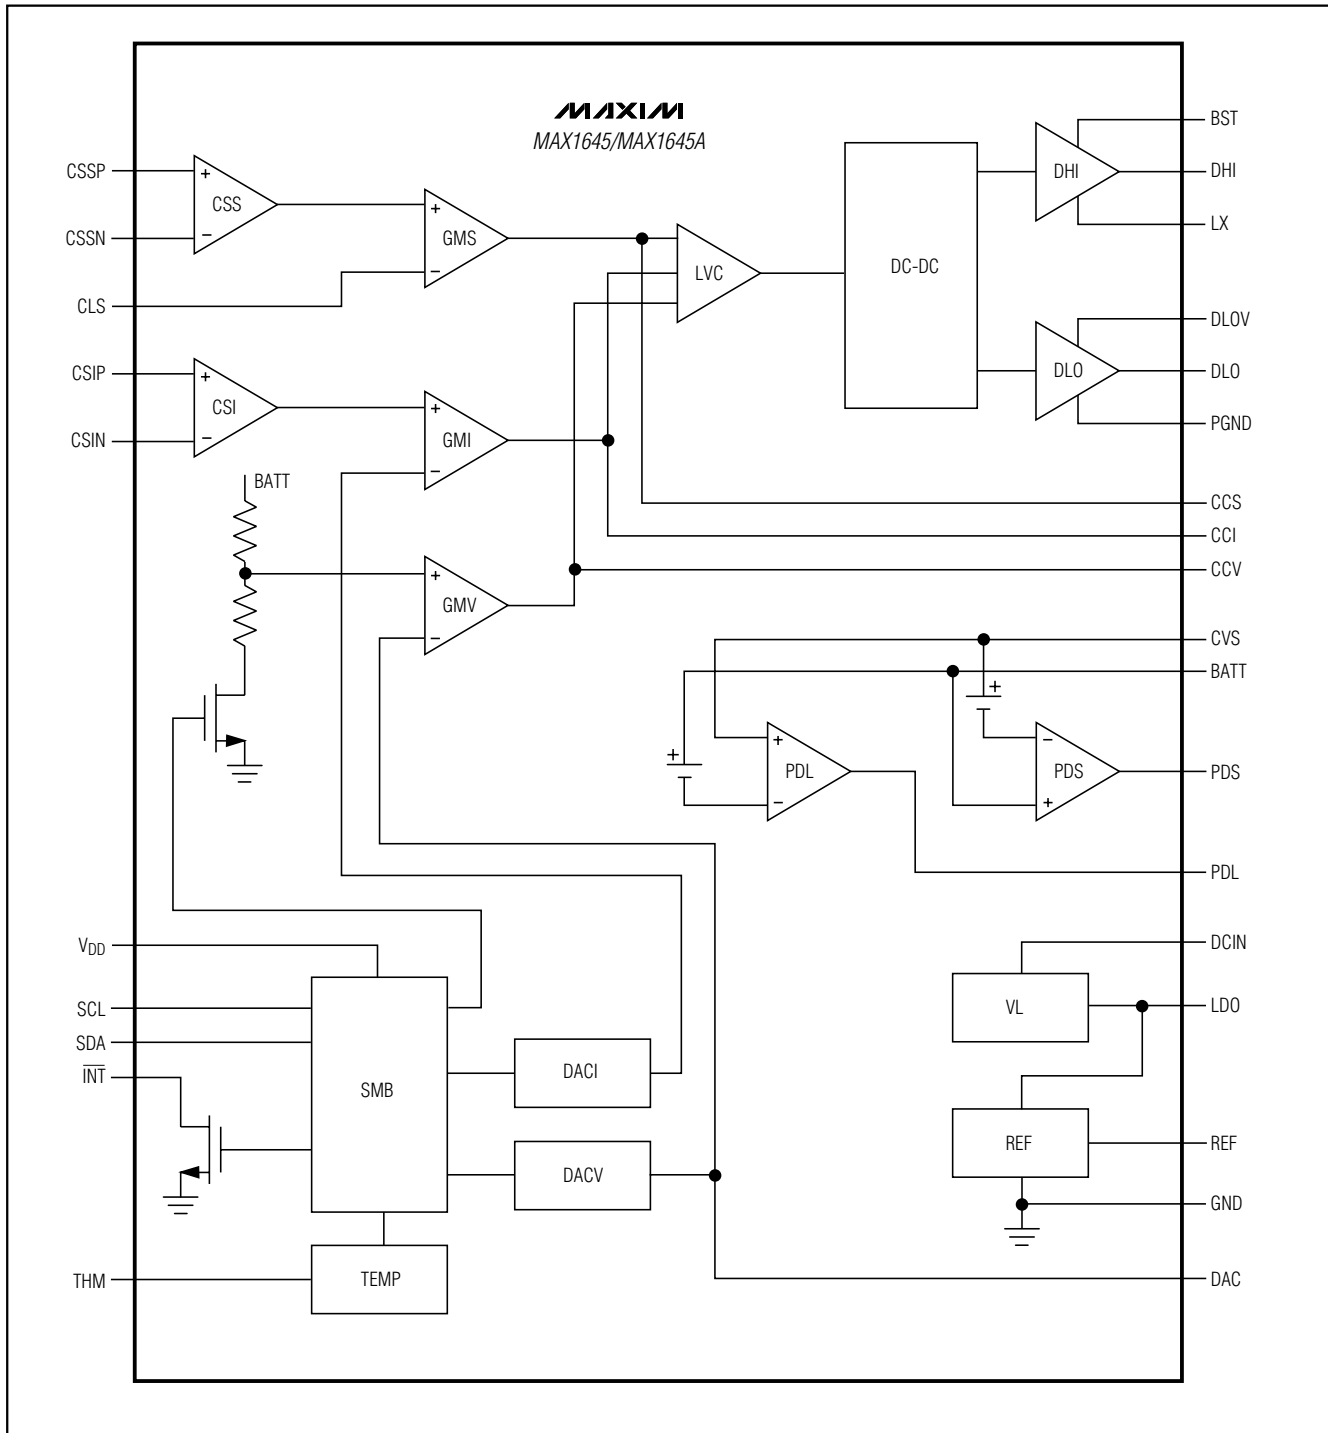 MAXIM
MAX1645/MAX1645A
CSSP
+
CSS
CSSN
–
CLS
+
GMS
–
LVC
DC-DC
DHI
BST
DHI
LX
DLO
DLOV
DLO
PGND
CSIP
+
CSI
CSIN
–
+
GMI
–
BATT
+
GMV
–
CCS
CCI
CCV
CVS
BATT
+
+
+
PDL
–
–
PDS
+
PDS
PDL
VDD
SCL
SDA
INT
SMB
DACI
DACV
THM
TEMP
DCIN
VL
LDO
REF
REF
GND
DAC